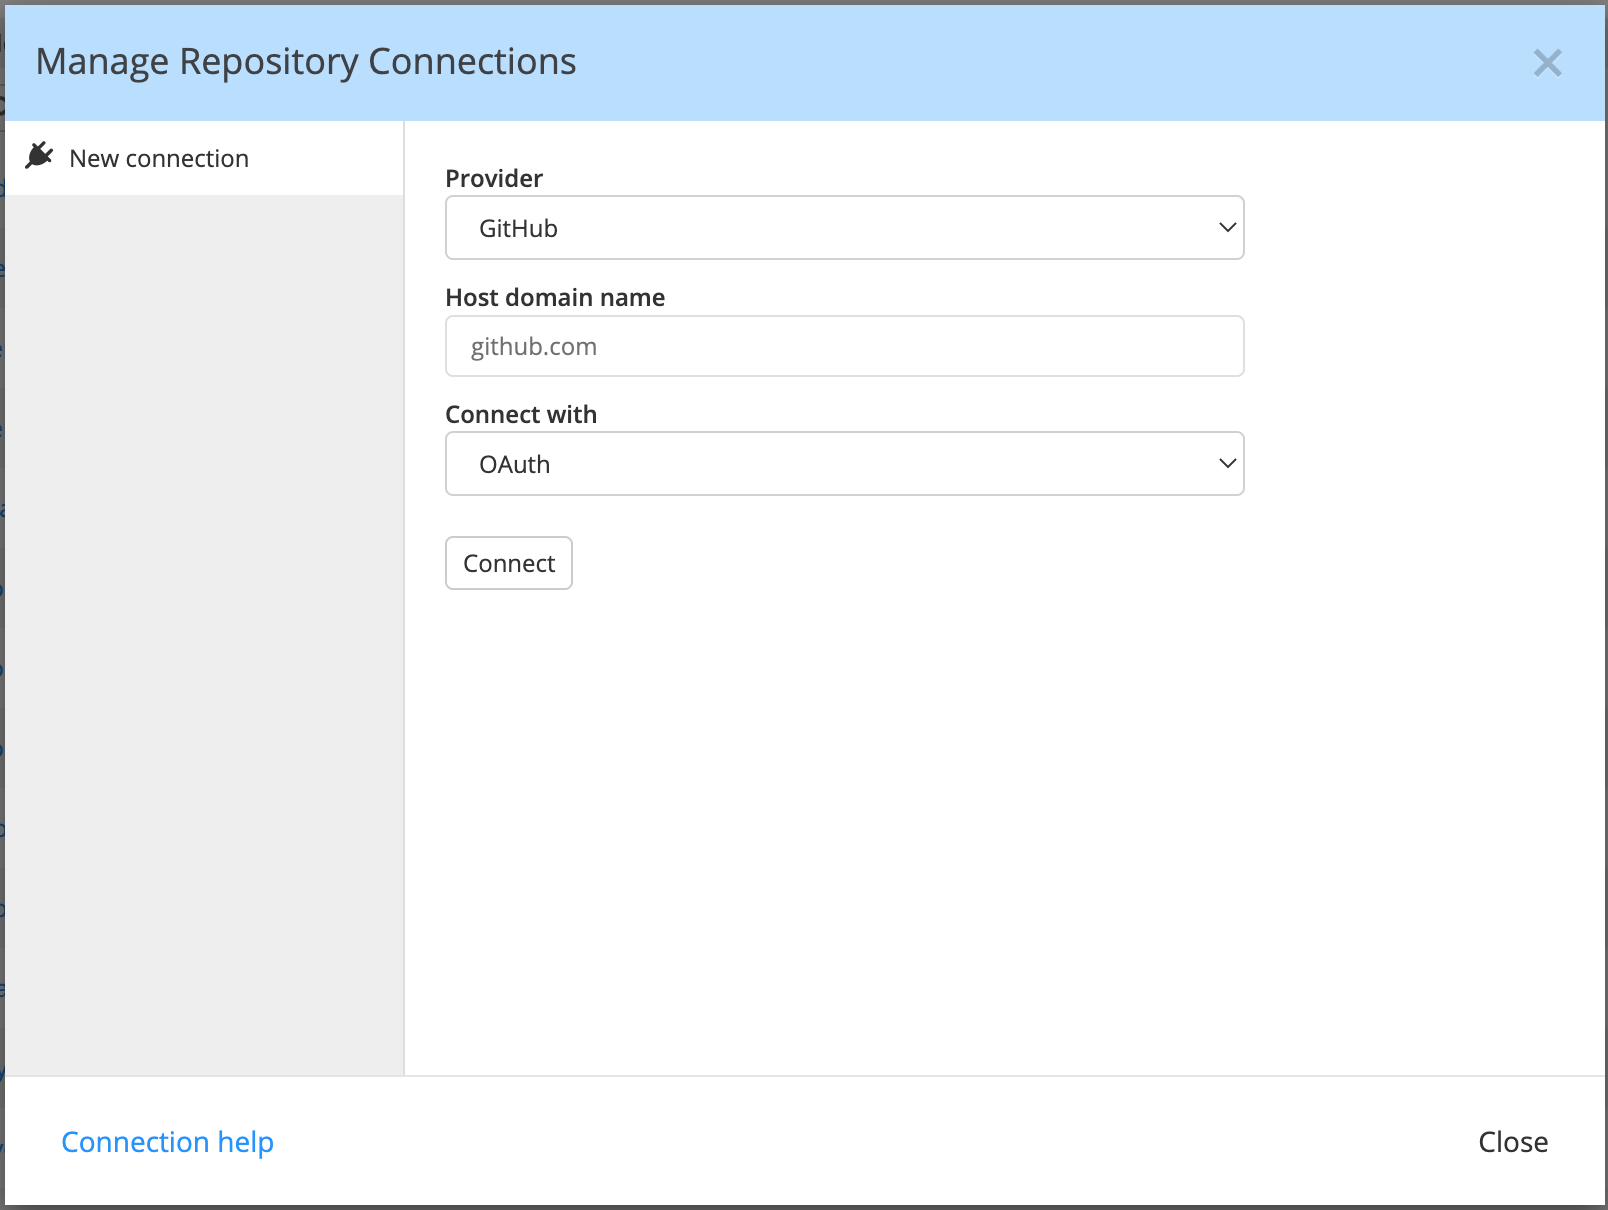 Manage Repository Connections
New connection
Provider
GitHub
Host domain name
github.com
Connect with
OAuth
Connect
Connection help
Close